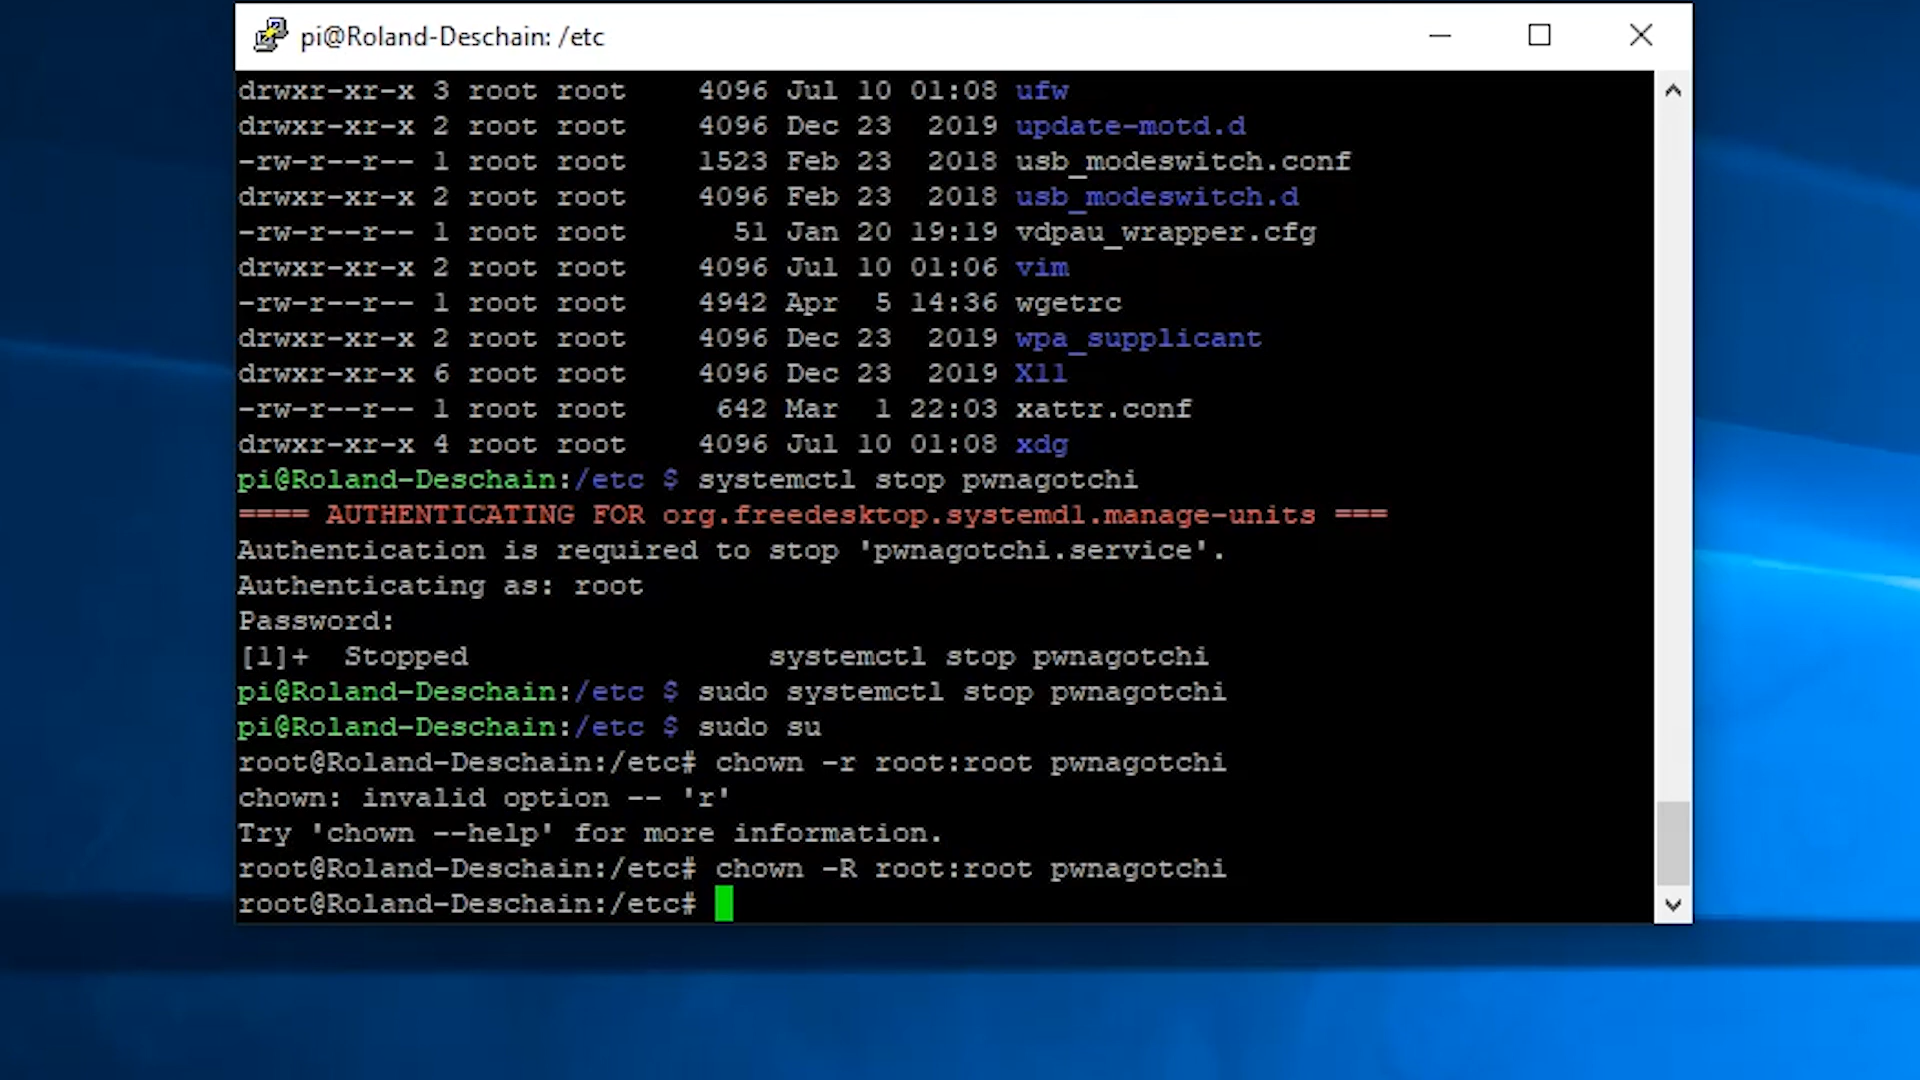 pi@Roland-Deschain: /etc
drwxr-xr-x 3 root root    4096 Jul 10 01:08 ufw
drwxr-xr-x 2 root root    4096 Dec 23  2019 update-motd.d
-rw-r--r-- 1 root root    1523 Feb 23  2018 usb_modeswitch.conf
drwxr-xr-x 2 root root    4096 Feb 23  2018 usb_modeswitch.d
-rw-r--r-- 1 root root      51 Jan 20 19:19 vdpau_wrapper.cfg
drwxr-xr-x 2 root root    4096 Jul 10 01:06 vim
-rw-r--r-- 1 root root    4942 Apr  5 14:36 wgetrc
drwxr-xr-x 2 root root    4096 Dec 23  2019 wpa_supplicant
drwxr-xr-x 6 root root    4096 Dec 23  2019 X11
-rw-r--r-- 1 root root     642 Mar  1 22:03 xattr.conf
drwxr-xr-x 4 root root    4096 Jul 10 01:08 xdg
pi@Roland-Deschain:/etc $ systemctl stop pwnagotchi
==== AUTHENTICATING FOR org.freedesktop.systemd1.manage-units ===
Authentication is required to stop 'pwnagotchi.service'.
Authenticating as: root
Password:
[1]+  Stopped                 systemctl stop pwnagotchi
pi@Roland-Deschain:/etc $ sudo systemctl stop pwnagotchi
pi@Roland-Deschain:/etc $ sudo su
root@Roland-Deschain:/etc# chown -r root:root pwnagotchi
chown: invalid option -- 'r'
Try 'chown --help' for more information.
root@Roland-Deschain:/etc# chown -R root:root pwnagotchi
root@Roland-Deschain:/etc#